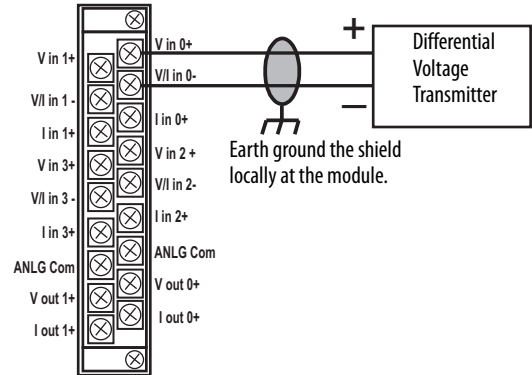 V in 1+
V/I in 1 -
I in 1+
V in 3+
V/I in 3 -
I in 3+
ANLG Com
V out 1+
I out 1+
V in 0+
V/I in 0-
I in 0+
V in 2 +
V/I in 2-
I in 2+
ANLG Com
V out 0+
I out 0+
+
−
Differential
Voltage
Transmitter
Earth ground the shield
locally at the module.